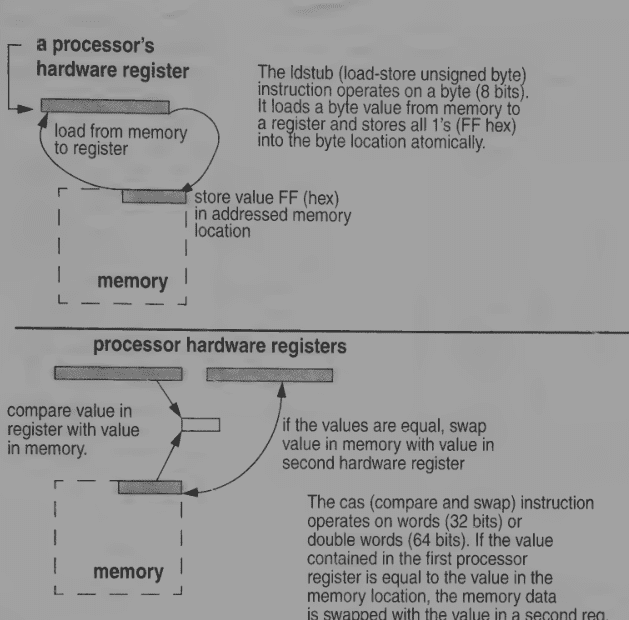 a processor's
hardware register
The ldstub (load-store unsigned byte)
instruction operates on a byte (8 bits).
It loads a byte value from memory to
a register and stores all 1's (FF hex)
into the byte location atomically.
load from memory
to register
store value FF (hex)
in addressed memory
location
memory
processor hardware registers
compare value in
register with value
in memory.
if the values are equal, swap
value in memory with value in
second hardware register
memory
The cas (compare and swap) instruction
operates on words (32 bits) or
double words (64 bits). If the value
contained in the first processor
register is equal to the value in the
memory location, the memory data
is swapped with the value in a second reg.